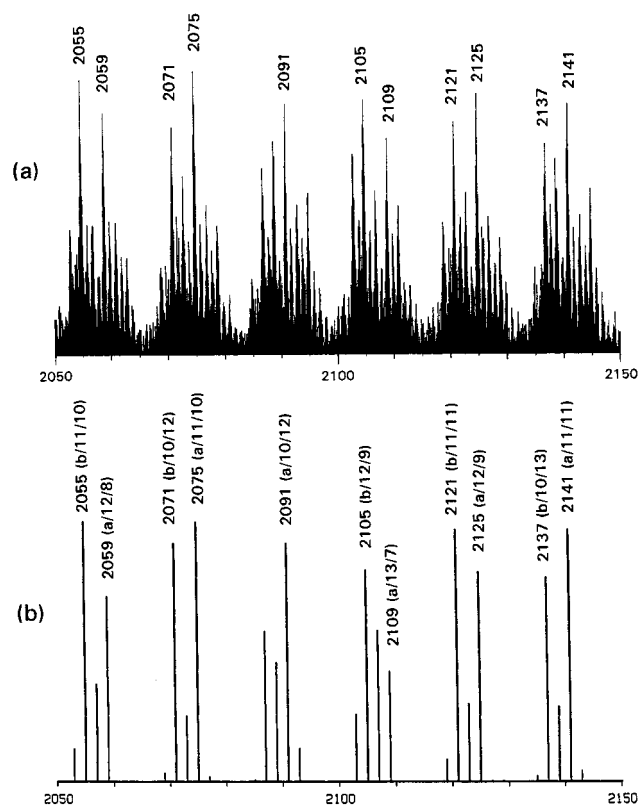 (a)
2055
2059
2071
2075
2091
2105
2109
2121
2125
2137
2141
2050
2100
2150
(b)
2055 (b/11/10)
2059 (a/12/8)
2071 (b/10/12)
2075 (a/11/10)
2091 (a/10/12)
2105 (b/12/9)
2109 (a/13/7)
2121 (b/11/11)
2125 (a/12/9)
2137 (b/10/13)
2141 (a/11/11)
2050
2100
2150